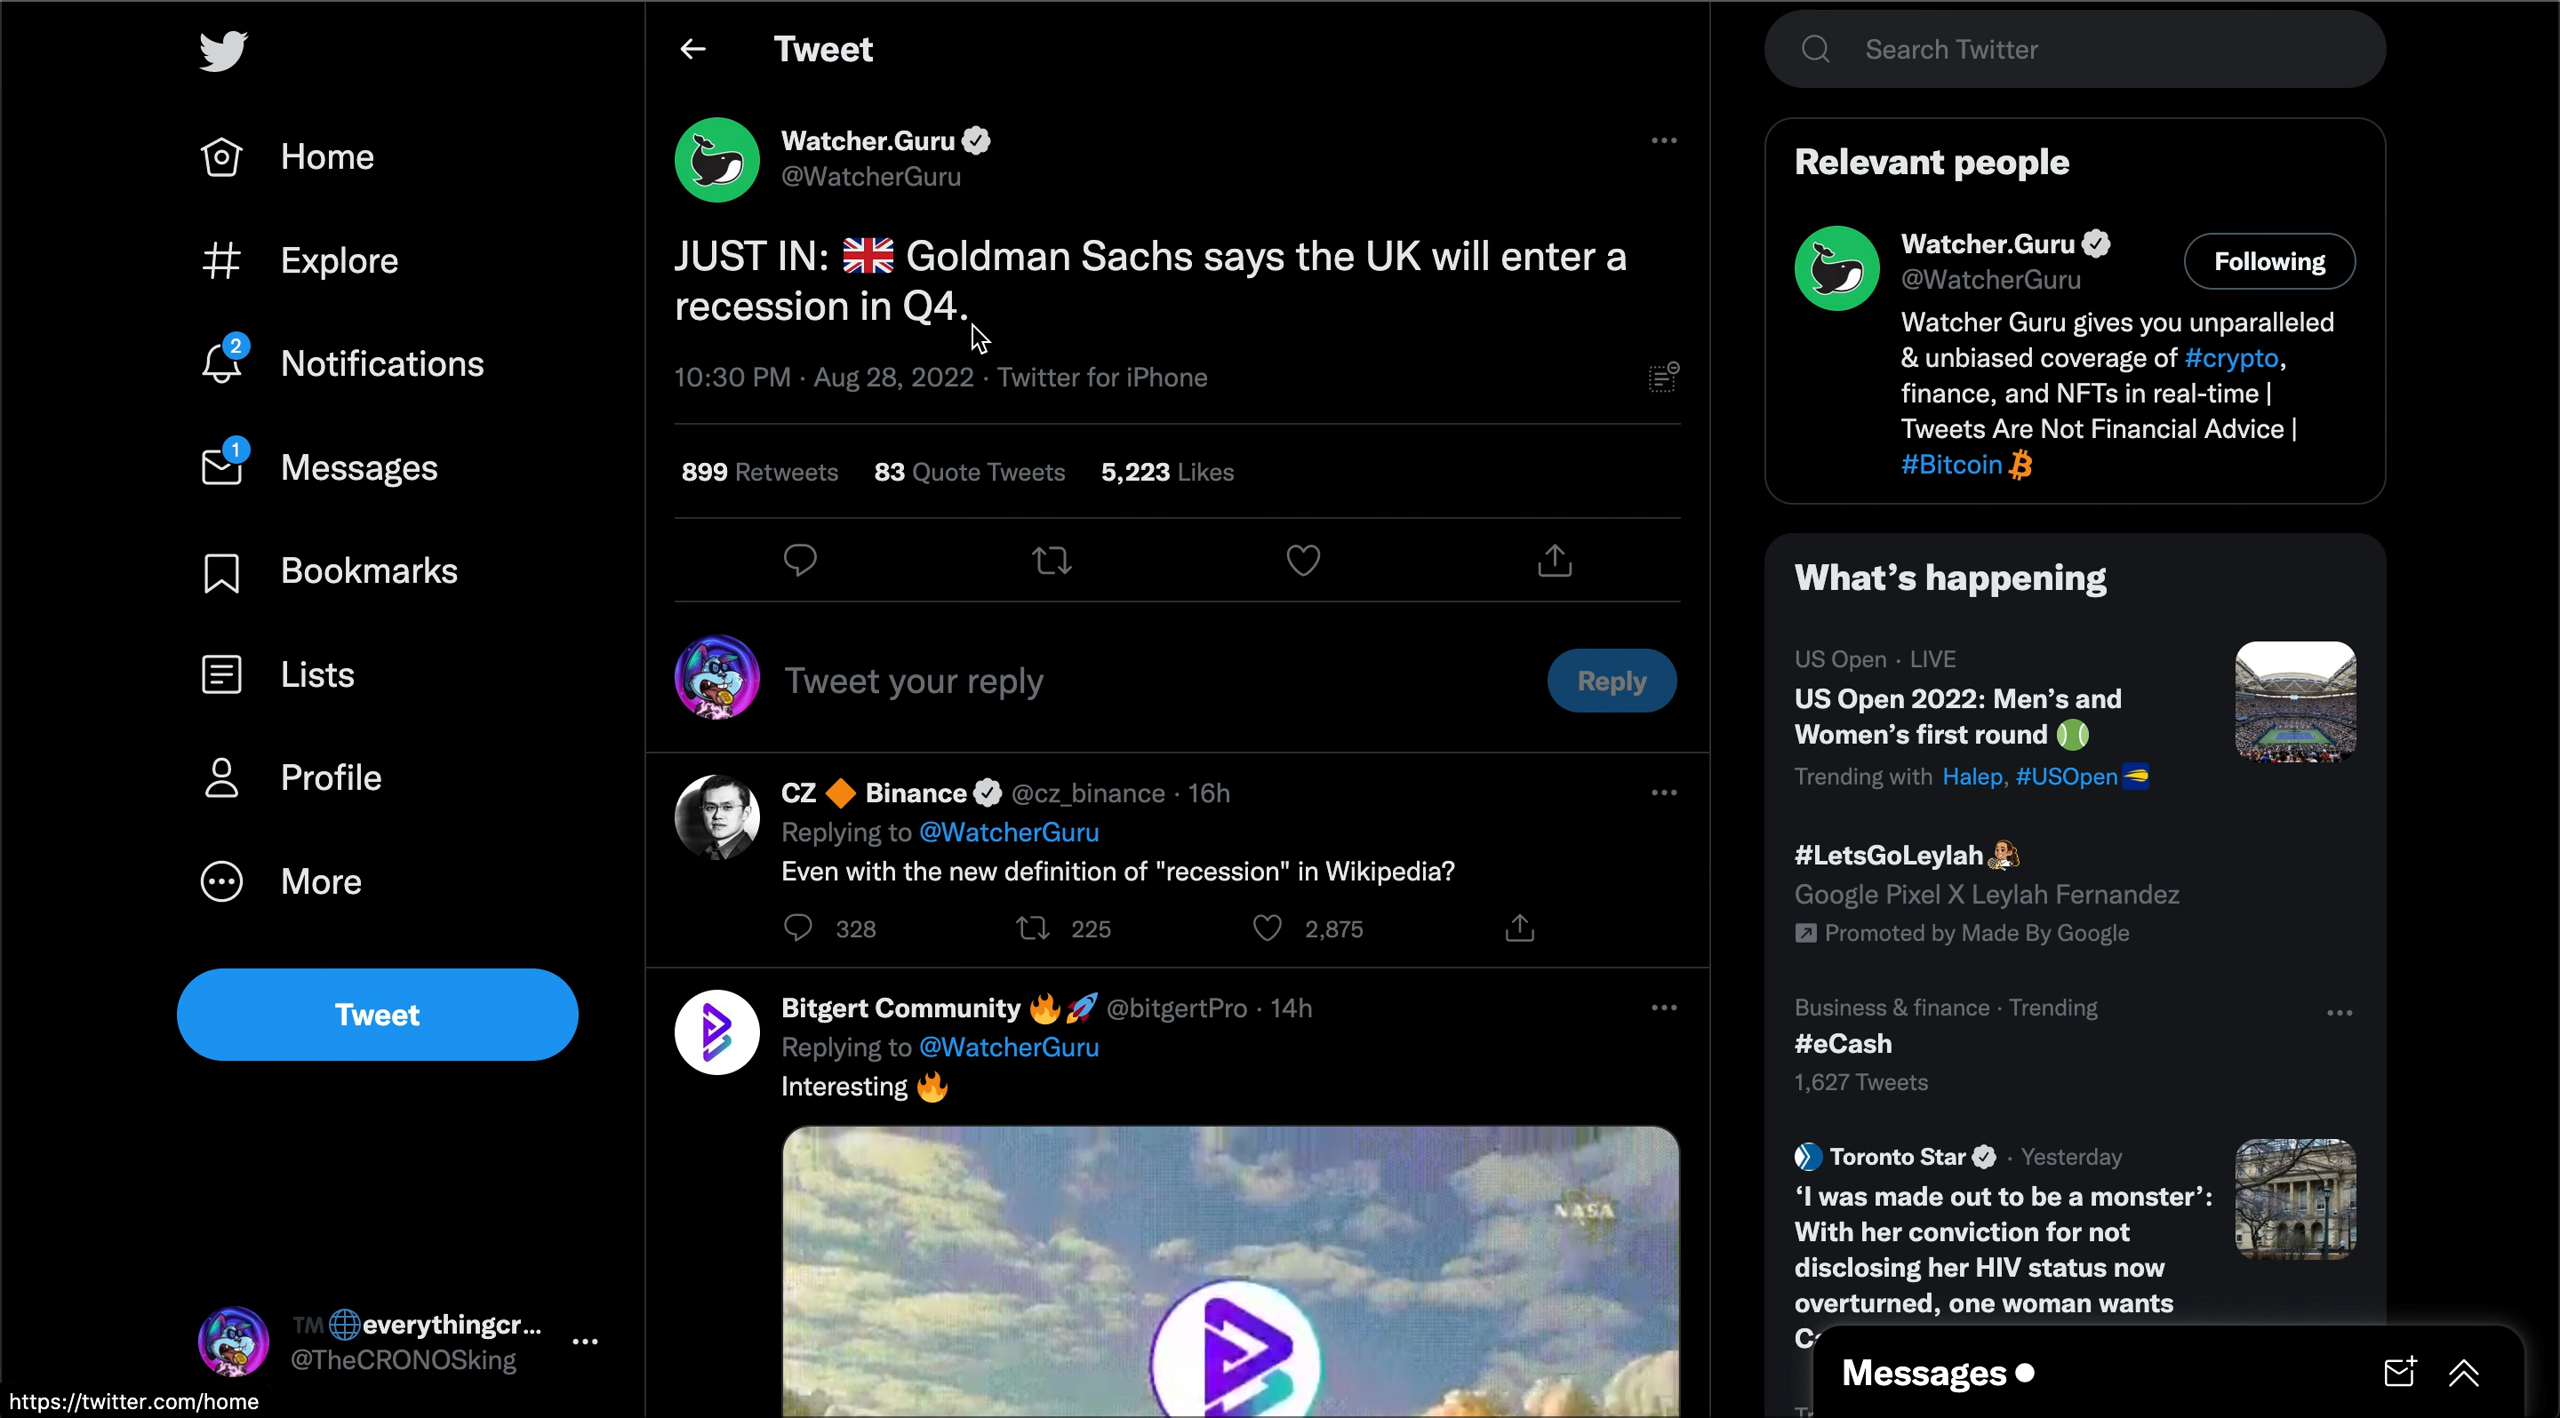 Home
Explore
2
Notifications
1
Messages
Bookmarks
Lists
Profile
More
Tweet
TM🌐everythingcr...
@TheCRONOSking
https://twitter.com/home
Tweet
Watcher.Guru
@WatcherGuru
JUST IN: 🇬🇧 Goldman Sachs says the UK will enter a
recession in Q4.
10:30 PM · Aug 28, 2022 · Twitter for iPhone
899 Retweets 83 Quote Tweets 5,223 Likes
Tweet your reply
Reply
CZ 🔶 Binance @cz_binance · 16h
Replying to @WatcherGuru
Even with the new definition of "recession" in Wikipedia?
328 225 2,875
Bitgert Community 🔥🚀 @bitgertPro · 14h
Replying to @WatcherGuru
Interesting 🔥
NASA
Search Twitter
Relevant people
Watcher.Guru
@WatcherGuru
Following
Watcher Guru gives you unparalleled
& unbiased coverage of #crypto,
finance, and NFTs in real-time |
Tweets Are Not Financial Advice |
#Bitcoin
What's happening
US Open · LIVE
US Open 2022: Men's and
Women's first round 🎾
Trending with Halep, #USOpen
#LetsGoLeylah
Google Pixel X Leylah Fernandez
Promoted by Made By Google
Business & finance · Trending
#eCash
1,627 Tweets
Toronto Star · Yesterday
‘I was made out to be a monster’:
With her conviction for not
disclosing her HIV status now
overturned, one woman wants
Messages